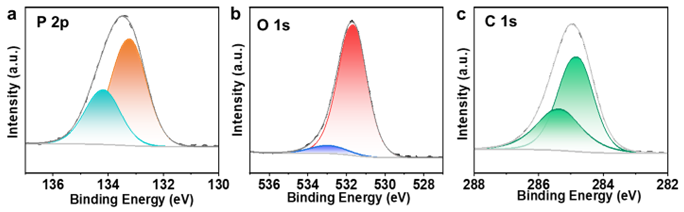 a
P 2p
Intensity (a.u.)
136 134 132 130
Binding Energy (eV)
b
O 1s
Intensity (a.u.)
536 534 532 530 528
Binding Energy (eV)
c
C 1s
Intensity (a.u.)
288 286 284 282
Binding Energy (eV)